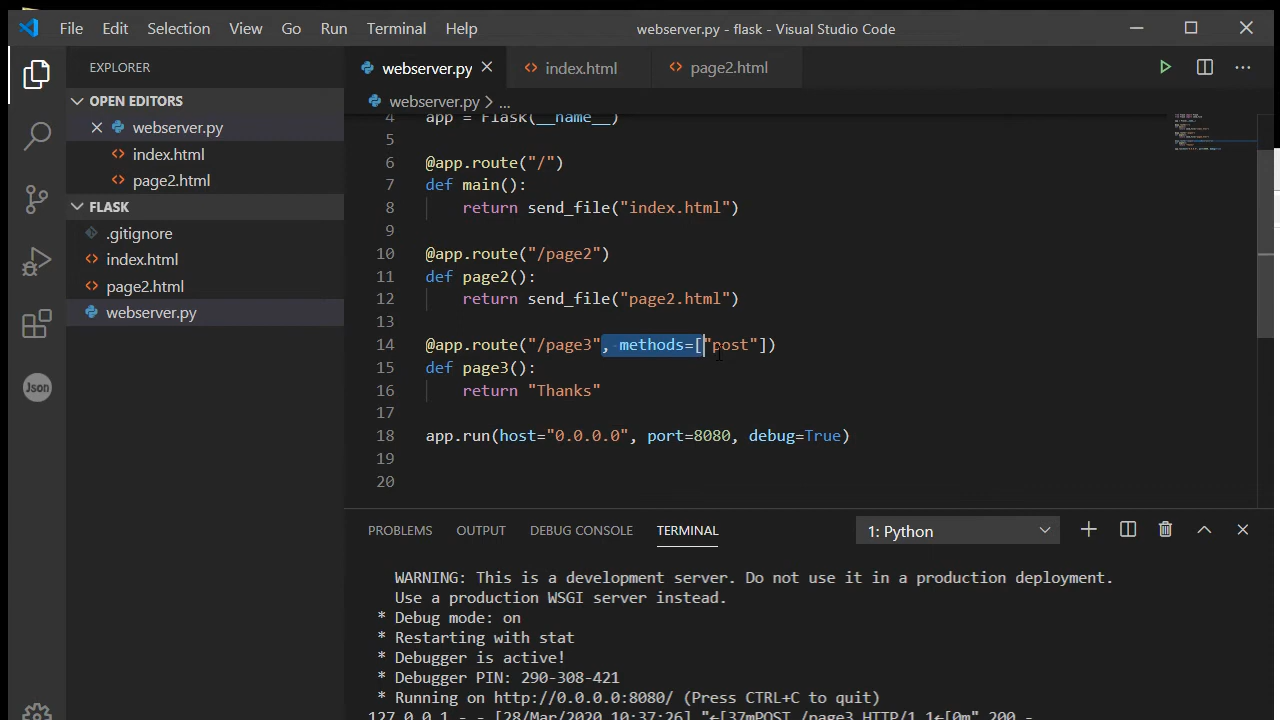 File Edit Selection View Go Run Terminal Help webserver.py - flask - Visual Studio Code
EXPLORER
OPEN EDITORS
webserver.py
index.html
page2.html
FLASK
.gitignore
index.html
page2.html
webserver.py
Json
webserver.py index.html page2.html
webserver.py > ...
4 app = Flask(__name__)
5
6 @app.route("/")
7 def main():
8 return send_file("index.html")
9
10 @app.route("/page2")
11 def page2():
12 return send_file("page2.html")
13
14 @app.route("/page3", methods=["post"])
15 def page3():
16 return "Thanks"
17
18 app.run(host="0.0.0.0", port=8080, debug=True)
19
20
PROBLEMS OUTPUT DEBUG CONSOLE TERMINAL 1: Python
WARNING: This is a development server. Do not use it in a production deployment.
Use a production WSGI server instead.
* Debug mode: on
* Restarting with stat
* Debugger is active!
* Debugger PIN: 290-308-421
* Running on http://0.0.0.0:8080/ (Press CTRL+C to quit)
127.0.0.1 - - [28/Mar/2020 10:37:26] "←[37mPOST /page3 HTTP/1.1←[0m" 200 -